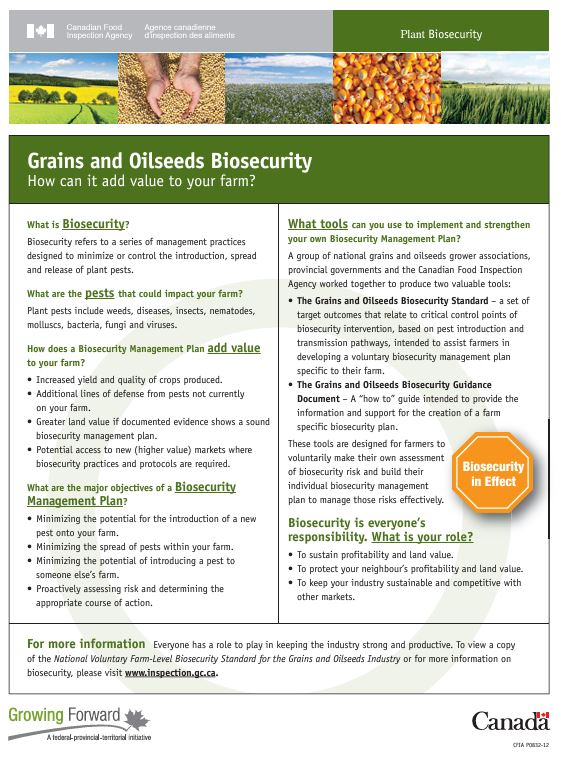 Canadian Food
Inspection Agency
Agence canadienne
d'inspection des aliments
Plant Biosecurity
Grains and Oilseeds Biosecurity
How can it add value to your farm?
What is Biosecurity?
Biosecurity refers to a series of management practices
designed to minimize or control the introduction, spread
and release of plant pests.
What are the pests that could impact your farm?
Plant pests include weeds, diseases, insects, nematodes,
molluscs, bacteria, fungi and viruses.
How does a Biosecurity Management Plan add value
to your farm?
• Increased yield and quality of crops produced.
• Additional lines of defense from pests not currently
on your farm.
• Greater land value if documented evidence shows a sound
biosecurity management plan.
• Potential access to new (higher value) markets where
biosecurity practices and protocols are required.
What are the major objectives of a Biosecurity
Management Plan?
• Minimizing the potential for the introduction of a new
pest onto your farm.
• Minimizing the spread of pests within your farm.
• Minimizing the potential of introducing a pest to
someone else's farm.
• Proactively assessing risk and determining the
appropriate course of action.
What tools can you use to implement and strengthen
your own Biosecurity Management Plan?
A group of national grains and oilseeds grower associations,
provincial governments and the Canadian Food Inspection
Agency worked together to produce two valuable tools:
• The Grains and Oilseeds Biosecurity Standard – a set of
target outcomes that relate to critical control points of
biosecurity intervention, based on pest introduction and
transmission pathways, intended to assist farmers in
developing a voluntary biosecurity management plan
specific to their farm.
• The Grains and Oilseeds Biosecurity Guidance
Document – A "how to" guide intended to provide the
information and support for the creation of a farm
specific biosecurity plan.
These tools are designed for farmers to
voluntarily make their own assessment
of biosecurity risk and build their
individual biosecurity management
plan to manage those risks effectively.
Biosecurity
in Effect
Biosecurity is everyone's
responsibility. What is your role?
• To sustain profitability and land value.
• To protect your neighbour's profitability and land value.
• To keep your industry sustainable and competitive with
other markets.
For more information Everyone has a role to play in keeping the industry strong and productive. To view a copy
of the National Voluntary Farm-Level Biosecurity Standard for the Grains and Oilseeds Industry or for more information on
biosecurity, please visit www.inspection.gc.ca.
Growing Forward
A federal-provincial-territorial initiative
Canada
CFIA P0832-12